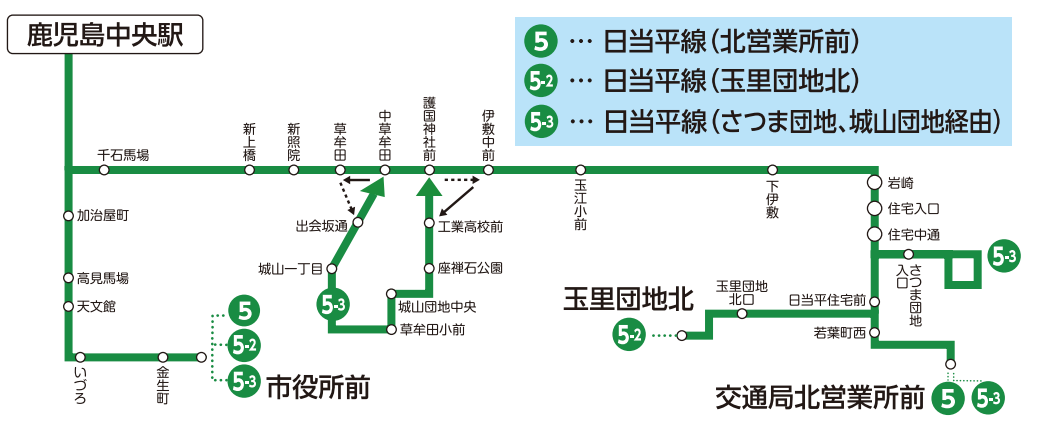 鹿児島中央駅
5 … 日当平線(北営業所前)
5-2 … 日当平線(玉里団地北)
5-3 … 日当平線(さつま団地、城山団地経由)
千石馬場
新上橋
新照院
草牟田
中草牟田
護国神社前
伊敷中前
玉江小前
下伊敷
岩崎
住宅入口
住宅中通
加治屋町
高見馬場
天文館
いづろ
金生町
5
5-2
5-3
市役所前
出会坂通
城山一丁目
5-3
工業高校前
座禅石公園
城山団地中央
草牟田小前
さつま団地
入口
5-3
玉里団地
北口
玉里団地北
5-2
日当平住宅前
若葉町西
交通局北営業所前
5
5-3